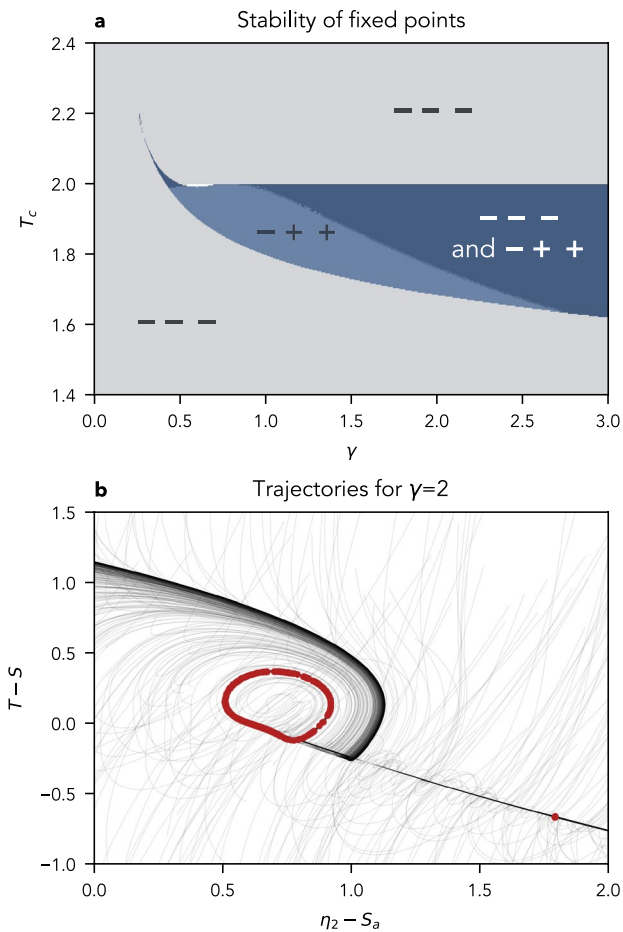 a Stability of fixed points
2.4
2.2
2.0
1.8
1.6
1.4
T_c
− − −
− − −
and − + +
− + +
− − −
0.0 0.5 1.0 1.5 2.0 2.5 3.0
γ
b Trajectories for γ=2
1.5
1.0
0.5
0.0
−0.5
−1.0
T − S
0.0 0.5 1.0 1.5 2.0
η₂ − Sₐ